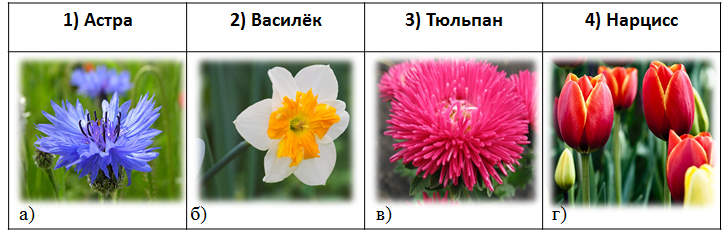 1) Астра 2) Василёк 3) Тюльпан 4) Нарцисс
а) б) в) г)